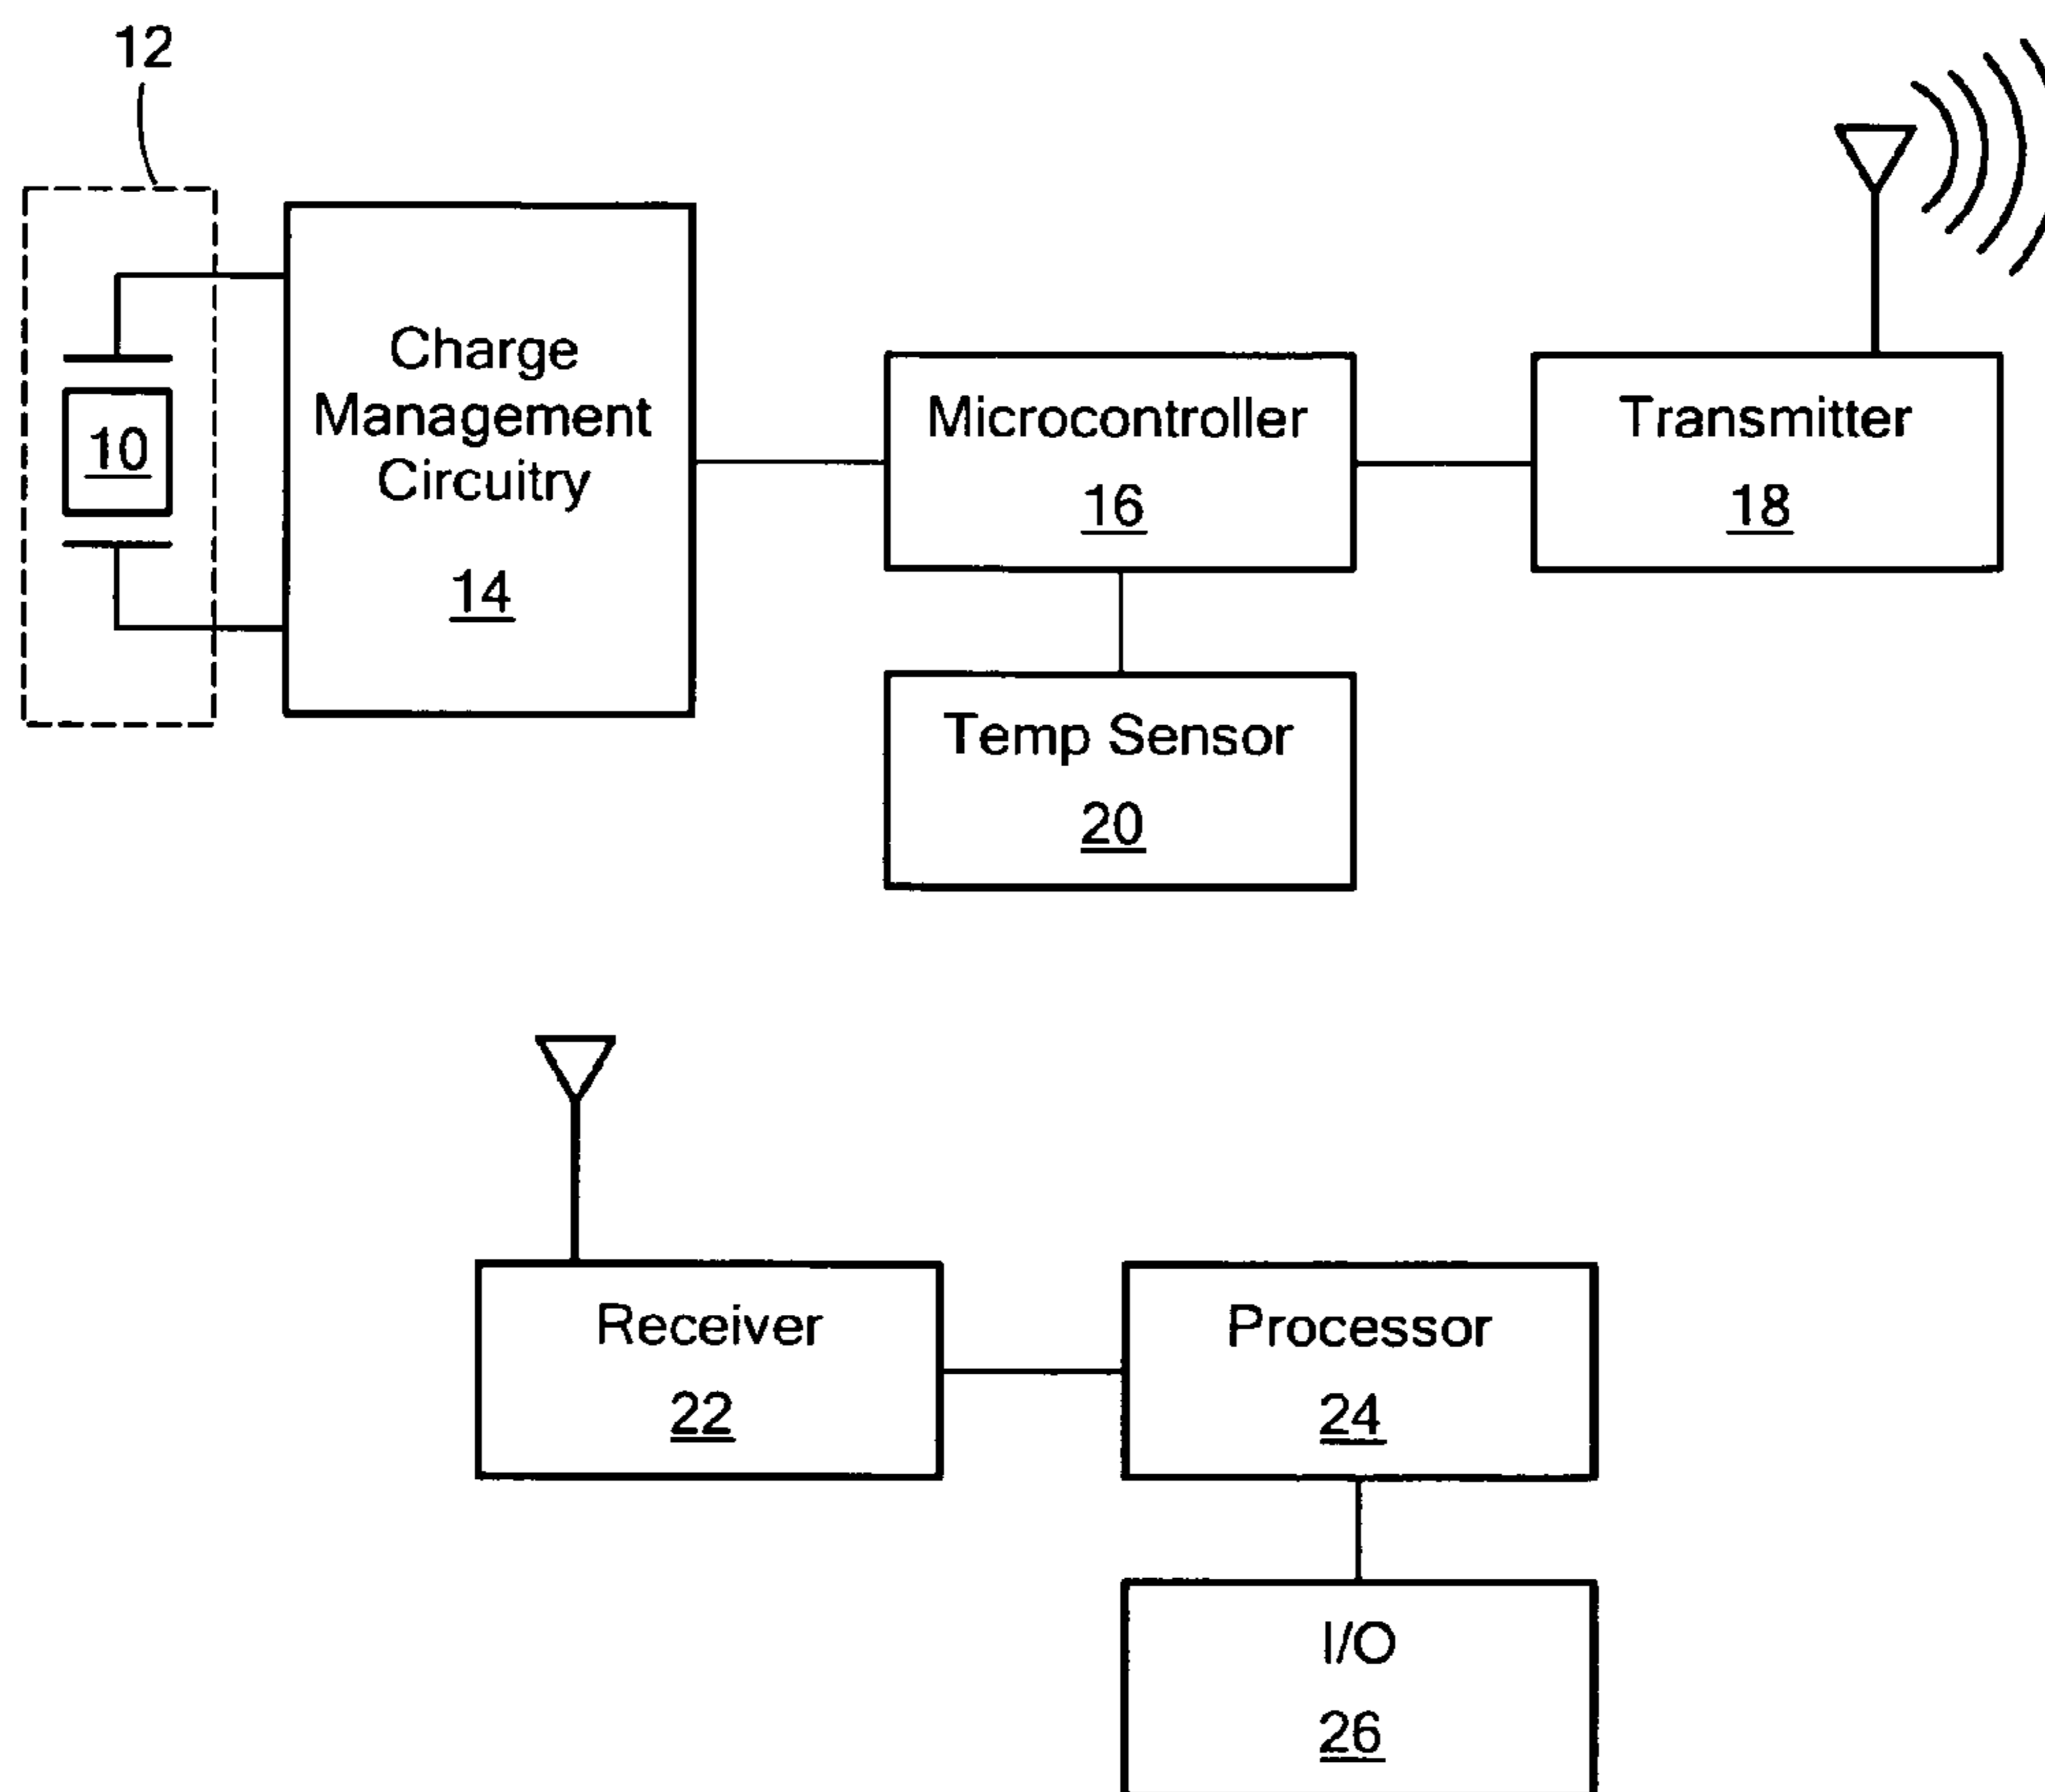 12
10
Charge
Management
Circuitry
14
Microcontroller
16
Transmitter
18
Temp Sensor
20
Receiver
22
Processor
24
I/O
26